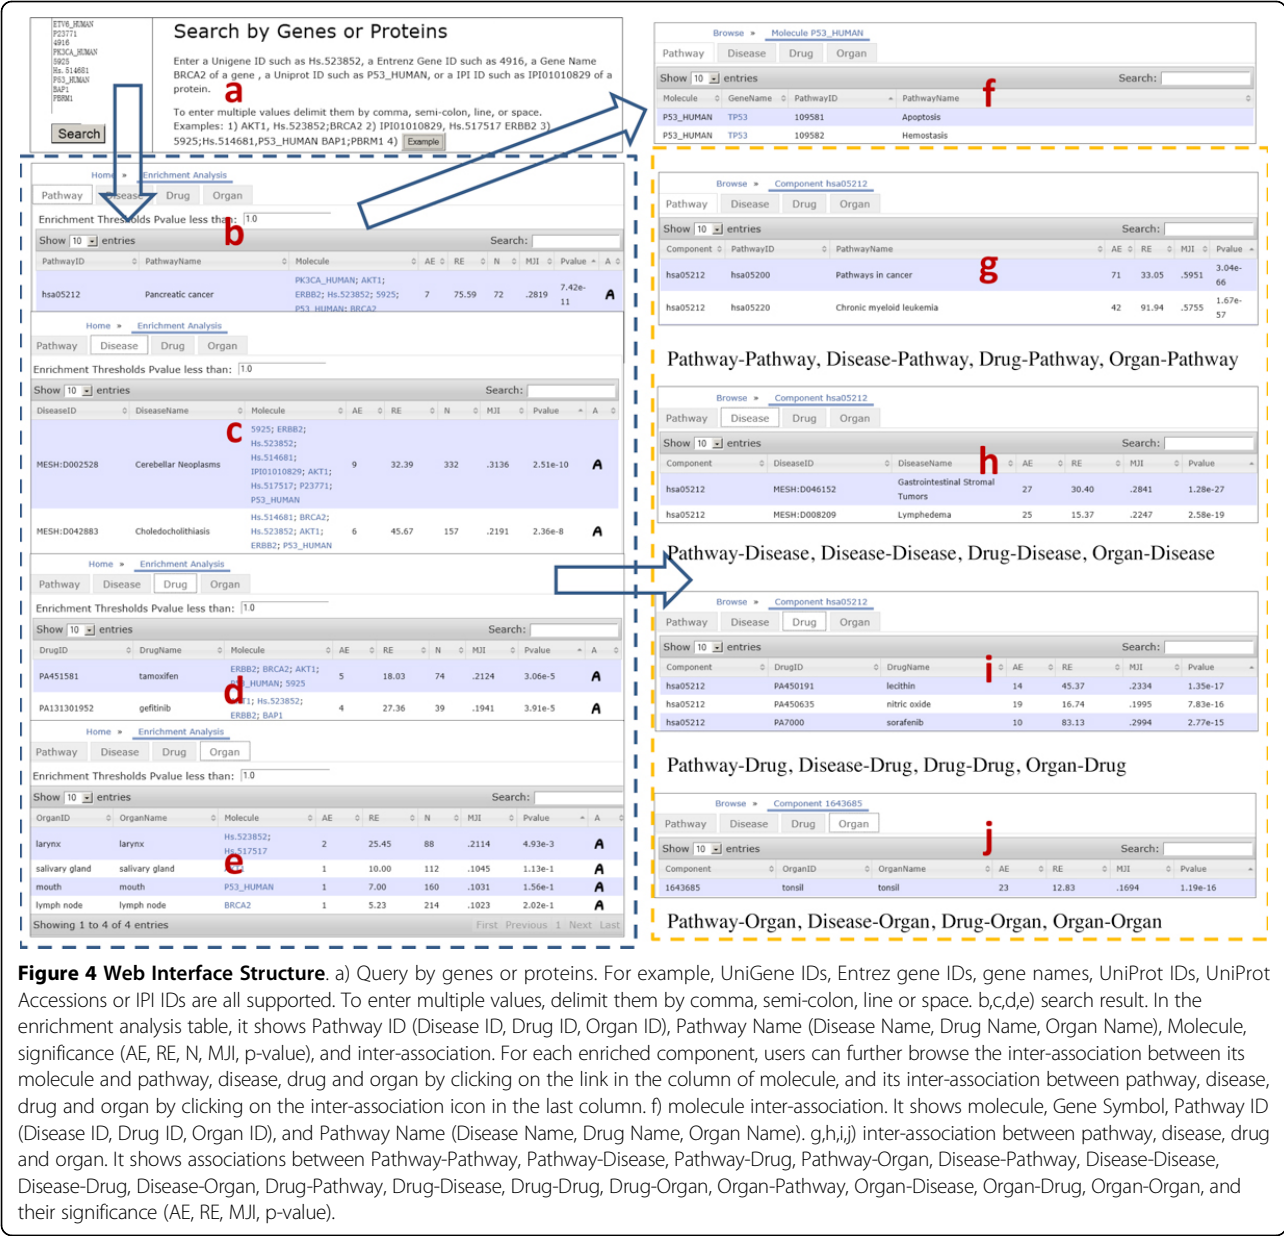 ETV6_HUMAN
P23771
4916
PK3CA_HUMAN
5925
Hs.514681
P53_HUMAN
BAP1
PBRM1
Search
Search by Genes or Proteins
Enter a Unigene ID such as Hs.523852, a Entrenz Gene ID such as 4916, a Gene Name
BRCA2 of a gene , a Uniprot ID such as P53_HUMAN, or a IPI ID such as IPI01010829 of a
protein.
a
To enter multiple values delimit them by comma, semi-colon, line, or space.
Examples: 1) AKT1, Hs.523852;BRCA2 2) IPI01010829, Hs.517517 ERBB2 3)
5925;Hs.514681,P53_HUMAN BAP1;PBRM1 4) Example
Home » Enrichment Analysis
Pathway Disease Drug Organ
Enrichment Thresholds Pvalue less than: 1.0
b
Show 10 entries Search:
PathwayID PathwayName Molecule AE RE N MJI Pvalue A
hsa05212 Pancreatic cancer PK3CA_HUMAN; AKT1; ERBB2; Hs.523852; 5925; P53_HUMAN; BRCA2 7 75.59 72 .2819 7.42e-11 A
Home » Enrichment Analysis
Pathway Disease Drug Organ
Enrichment Thresholds Pvalue less than: 1.0
Show 10 entries Search:
DiseaseID DiseaseName Molecule AE RE N MJI Pvalue A
c
MESH:D002528 Cerebellar Neoplasms 5925; ERBB2; Hs.523852; Hs.514681; IPI01010829; AKT1; Hs.517517; P23771; P53_HUMAN 9 32.39 332 .3136 2.51e-10 A
MESH:D042883 Choledocholithiasis Hs.514681; BRCA2; Hs.523852; AKT1; ERBB2; P53_HUMAN 6 45.67 157 .2191 2.36e-8 A
Home » Enrichment Analysis
Pathway Disease Drug Organ
Enrichment Thresholds Pvalue less than: 1.0
Show 10 entries Search:
DrugID DrugName Molecule AE RE N MJI Pvalue A
PA451581 tamoxifen ERBB2; BRCA2; AKT1; P53_HUMAN; 5925 5 18.03 74 .2124 3.06e-5 A
d
PA131301952 gefitinib AKT1; Hs.523852; ERBB2; BAP1 4 27.36 39 .1941 3.91e-5 A
Home » Enrichment Analysis
Pathway Disease Drug Organ
Enrichment Thresholds Pvalue less than: 1.0
Show 10 entries Search:
OrganID OrganName Molecule AE RE N MJI Pvalue A
larynx larynx Hs.523852; Hs.517517 2 25.45 88 .2114 4.93e-3 A
e
salivary gland salivary gland 1 10.00 112 .1045 1.13e-1 A
mouth mouth P53_HUMAN 1 7.00 160 .1031 1.56e-1 A
lymph node lymph node BRCA2 1 5.23 214 .1023 2.02e-1 A
Showing 1 to 4 of 4 entries First Previous 1 Next Last
Browse » Molecule P53_HUMAN
Pathway Disease Drug Organ
Show 10 entries Search:
f
Molecule GeneName PathwayID PathwayName
P53_HUMAN TP53 109581 Apoptosis
P53_HUMAN TP53 109582 Hemostasis
Browse » Component hsa05212
Pathway Disease Drug Organ
Show 10 entries Search:
Component PathwayID PathwayName AE RE MJI Pvalue
g
hsa05212 hsa05200 Pathways in cancer 71 33.05 .5951 3.04e-66
hsa05212 hsa05220 Chronic myeloid leukemia 42 91.94 .5755 1.67e-57
Pathway-Pathway, Disease-Pathway, Drug-Pathway, Organ-Pathway
Browse » Component hsa05212
Pathway Disease Drug Organ
Show 10 entries Search:
Component DiseaseID DiseaseName AE RE MJI Pvalue
h
hsa05212 MESH:D046152 Gastrointestinal Stromal Tumors 27 30.40 .2841 1.28e-27
hsa05212 MESH:D008209 Lymphedema 25 15.37 .2247 2.58e-19
Pathway-Disease, Disease-Disease, Drug-Disease, Organ-Disease
Browse » Component hsa05212
Pathway Disease Drug Organ
Show 10 entries Search:
Component DrugID DrugName AE RE MJI Pvalue
i
hsa05212 PA450191 lecithin 14 45.37 .2334 1.35e-17
hsa05212 PA450635 nitric oxide 19 16.74 .1995 7.83e-16
hsa05212 PA7000 sorafenib 10 83.13 .2994 2.77e-15
Pathway-Drug, Disease-Drug, Drug-Drug, Organ-Drug
Browse » Component 1643685
Pathway Disease Drug Organ
j
Show 10 entries Search:
Component OrganID OrganName AE RE MJI Pvalue
1643685 tonsil tonsil 23 12.83 .1694 1.19e-16
Pathway-Organ, Disease-Organ, Drug-Organ, Organ-Organ
Figure 4 Web Interface Structure. a) Query by genes or proteins. For example, UniGene IDs, Entrez gene IDs, gene names, UniProt IDs, UniProt
Accessions or IPI IDs are all supported. To enter multiple values, delimit them by comma, semi-colon, line or space. b,c,d,e) search result. In the
enrichment analysis table, it shows Pathway ID (Disease ID, Drug ID, Organ ID), Pathway Name (Disease Name, Drug Name, Organ Name), Molecule,
significance (AE, RE, N, MJI, p-value), and inter-association. For each enriched component, users can further browse the inter-association between its
molecule and pathway, disease, drug and organ by clicking on the link in the column of molecule, and its inter-association between pathway, disease,
drug and organ by clicking on the inter-association icon in the last column. f) molecule inter-association. It shows molecule, Gene Symbol, Pathway ID
(Disease ID, Drug ID, Organ ID), and Pathway Name (Disease Name, Drug Name, Organ Name). g,h,i,j) inter-association between pathway, disease, drug
and organ. It shows associations between Pathway-Pathway, Pathway-Disease, Pathway-Drug, Pathway-Organ, Disease-Pathway, Disease-Disease,
Disease-Drug, Disease-Organ, Drug-Pathway, Drug-Disease, Drug-Drug, Drug-Organ, Organ-Pathway, Organ-Disease, Organ-Drug, Organ-Organ, and
their significance (AE, RE, MJI, p-value).